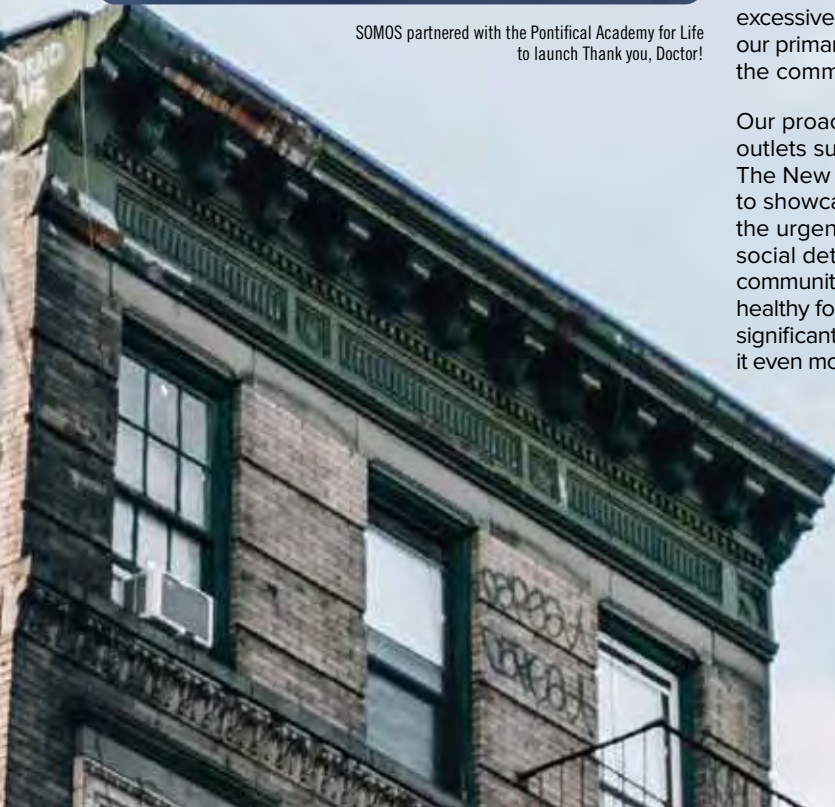 SOMOS partnered with the Pontifical Academy for Life
to launch Thank you, Doctor!
excessive
our primar
the comm
Our proac
outlets su
The New
to showca
the urgen
social det
communit
healthy fo
significant
it even mo